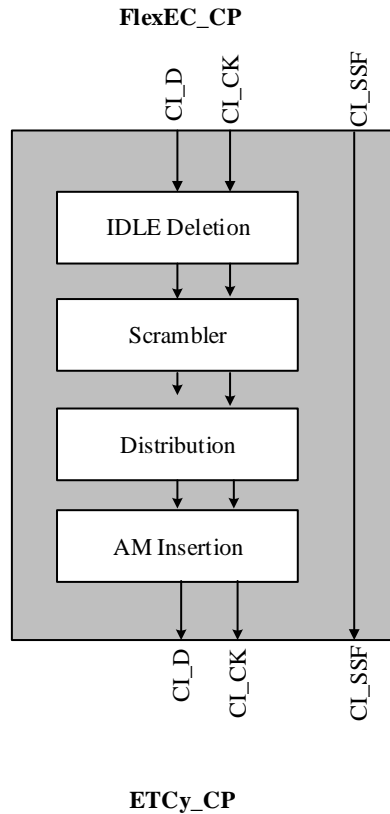 FlexEC_CP
CI_D
CI_CK
CI_SSF
IDLE Deletion
Scrambler
Distribution
AM Insertion
CI_D
CI_CK
CI_SSF
ETCy_CP